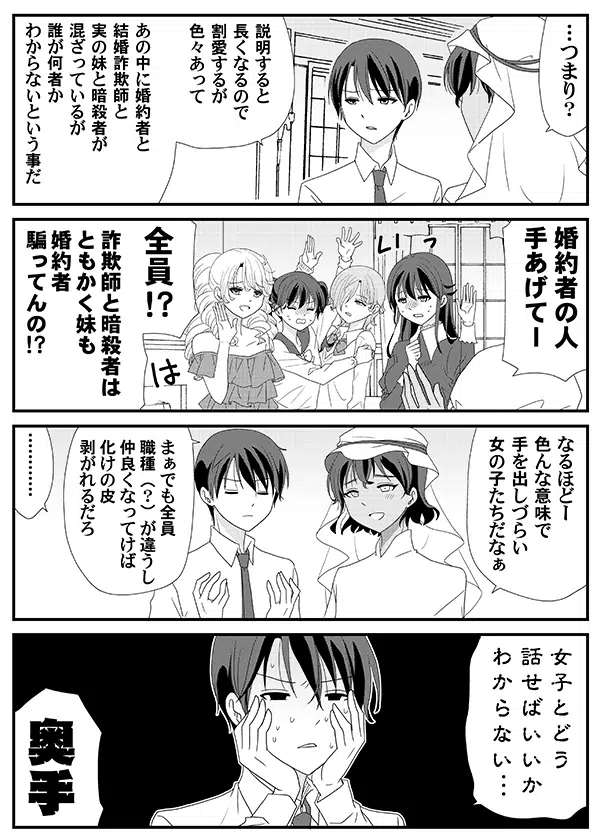 …つまり？
説明すると
長くなるので
割愛するが
色々あって
あの中に婚約者と
結婚詐欺師と
実の妹と暗殺者が
混ざっているが
誰が何者か
わからないという事だ
婚約者の人
手あげてー
いっ
全員!?
詐欺師と暗殺者は
ともかく妹も
婚約者
騙ってんの!?
は
なるほどー
色んな意味で
手を出しづらい
女の子たちだなぁ
まぁでも全員
職種（？）が違うし
仲良くなってけば
化けの皮
剥がれるだろ
…………
女子とどう
話せばいいか
わからない…
奥手